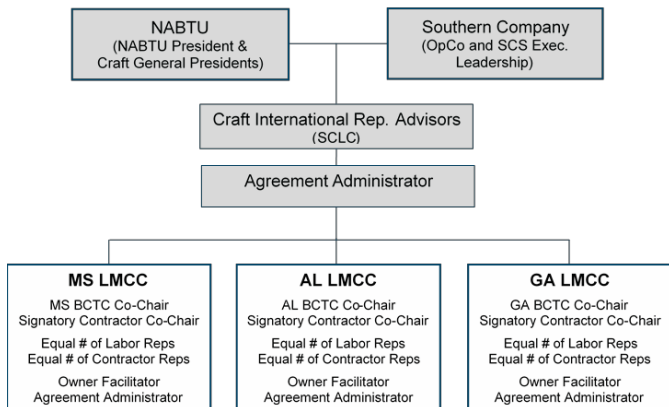 NABTU
(NABTU President &
Craft General Presidents)
Southern Company
(OpCo and SCS Exec.
Leadership)
Craft International Rep. Advisors
(SCLC)
Agreement Administrator
MS LMCC
MS BCTC Co-Chair
Signatory Contractor Co-Chair
Equal # of Labor Reps
Equal # of Contractor Reps
Owner Facilitator
Agreement Administrator
AL LMCC
AL BCTC Co-Chair
Signatory Contractor Co-Chair
Equal # of Labor Reps
Equal # of Contractor Reps
Owner Facilitator
Agreement Administrator
GA LMCC
GA BCTC Co-Chair
Signatory Contractor Co-Chair
Equal # of Labor Reps
Equal # of Contractor Reps
Owner Facilitator
Agreement Administrator